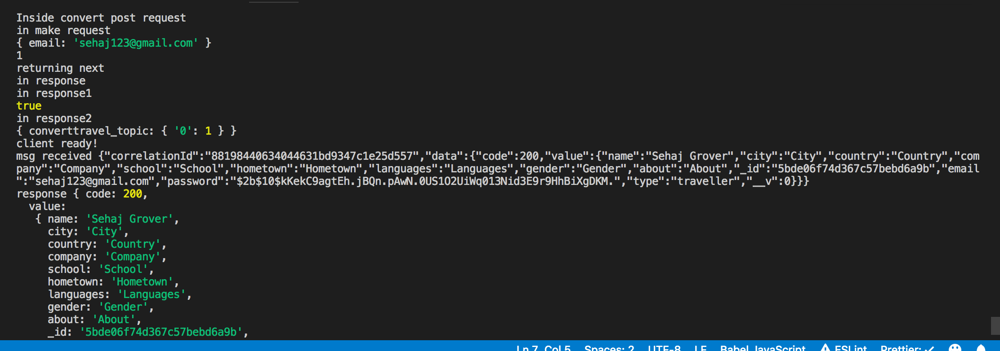 Inside convert post request
in make request
{ email: 'sehaj123@gmail.com' }
1
returning next
in response
in response1
true
in response2
{ converttravel_topic: { '0': 1 } }
client ready!
msg received {"correlationId":"88198440634044631bd9347c1e25d557","data":{"code":200,"value":{"name":"Sehaj Grover","city":"City","country":"Country","com
pany":"Company","school":"School","hometown":"Hometown","languages":"Languages","gender":"Gender","about":"About","_id":"5bde06f74d367c57bebd6a9b","email
":"sehaj123@gmail.com","password":"$2b$10$kKekC9agtEh.jBQn.pAwN.0US1O2UiWq013Nid3E9r9HhBiXgDKM.","type":"traveller","__v":0}}}
response { code: 200,
  value:
   { name: 'Sehaj Grover',
     city: 'City',
     country: 'Country',
     company: 'Company',
     school: 'School',
     hometown: 'Hometown',
     languages: 'Languages',
     gender: 'Gender',
     about: 'About',
     _id: '5bde06f74d367c57bebd6a9b',
Ln 7, Col 5 Spaces: 2 UTF-8 LF Babel JavaScript ESLint Prettier: ✓